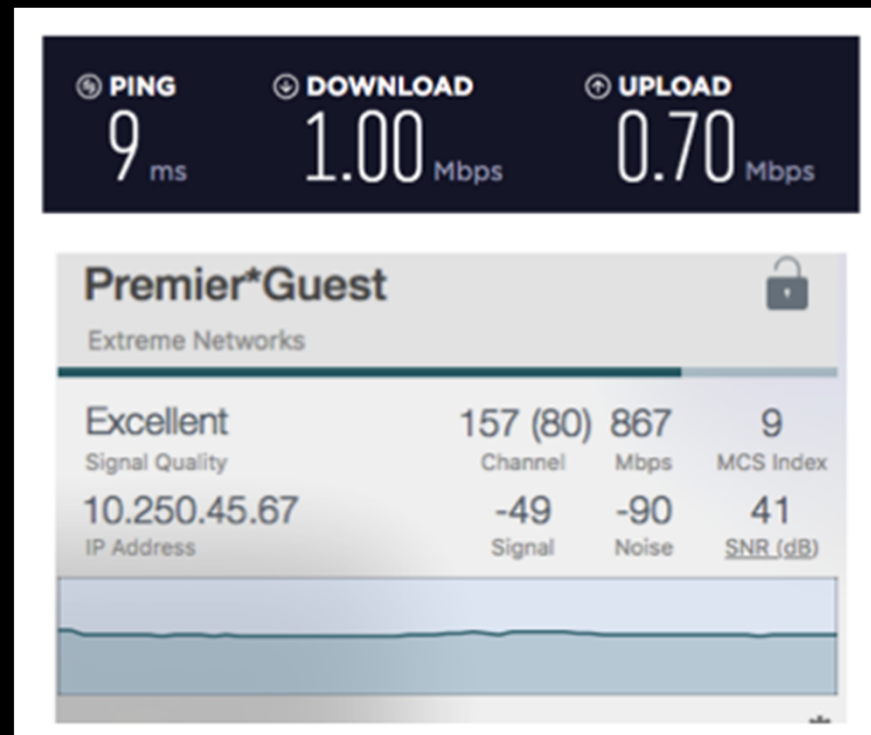 PING DOWNLOAD UPLOAD
9 ms 1.00 Mbps 0.70 Mbps
Premier*Guest
Extreme Networks
Excellent 157 (80) 867 9
Signal Quality Channel Mbps MCS Index
10.250.45.67 -49 -90 41
IP Address Signal Noise SNR (dB)